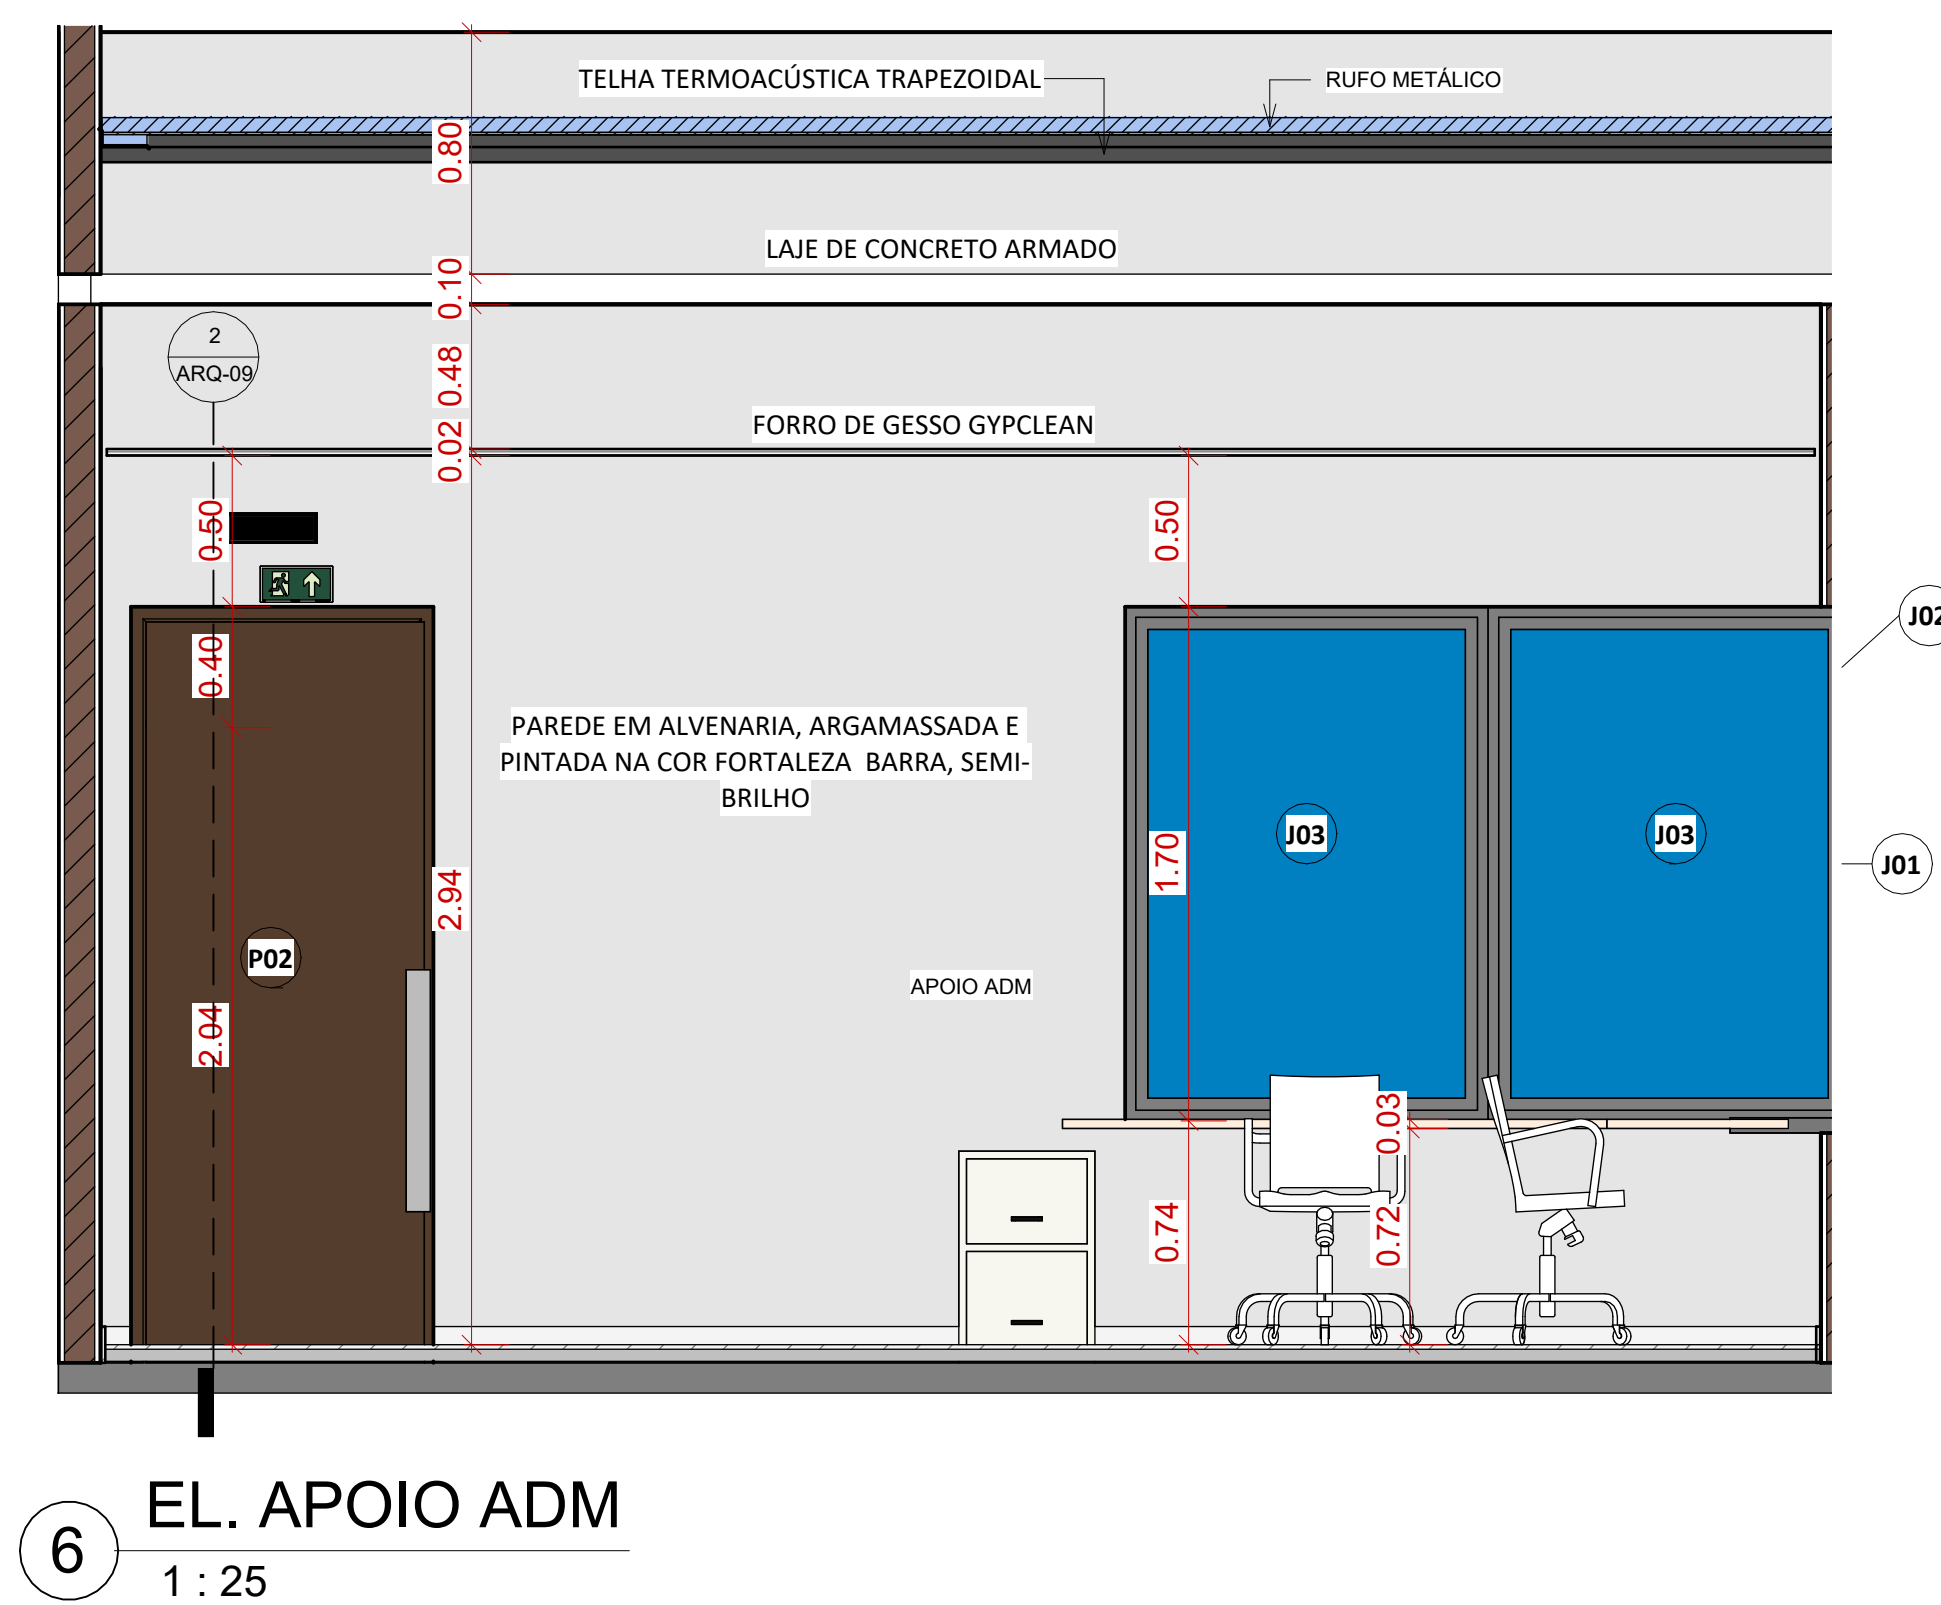 TELHA TERMOACÚSTICA TRAPEZOIDAL
RUFO METÁLICO
0.80
LAJE DE CONCRETO ARMADO
0.10
2
ARQ-09
0.48
FORRO DE GESSO GYPCLEAN
0.02
0.50
0.50
J02
0.40
PAREDE EM ALVENARIA, ARGAMASSADA E
PINTADA NA COR FORTALEZA BARRA, SEMI-
BRILHO
J03
J03
1.70
J01
2.94
P02
APOIO ADM
2.04
0.03
0.74
0.72
EL. APOIO ADM
6
1 : 25